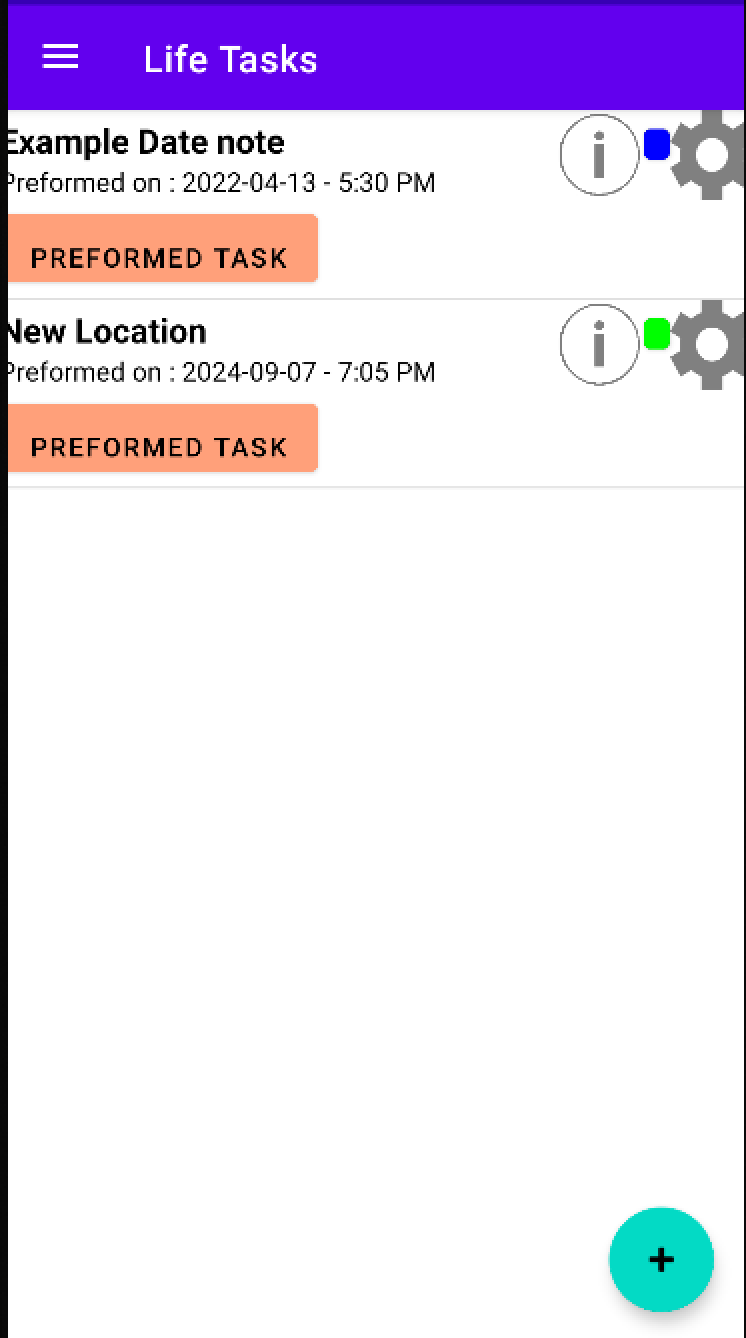 Life Tasks
Example Date note
Preformed on : 2022-04-13 - 5:30 PM
PREFORMED TASK
New Location
Preformed on : 2024-09-07 - 7:05 PM
PREFORMED TASK